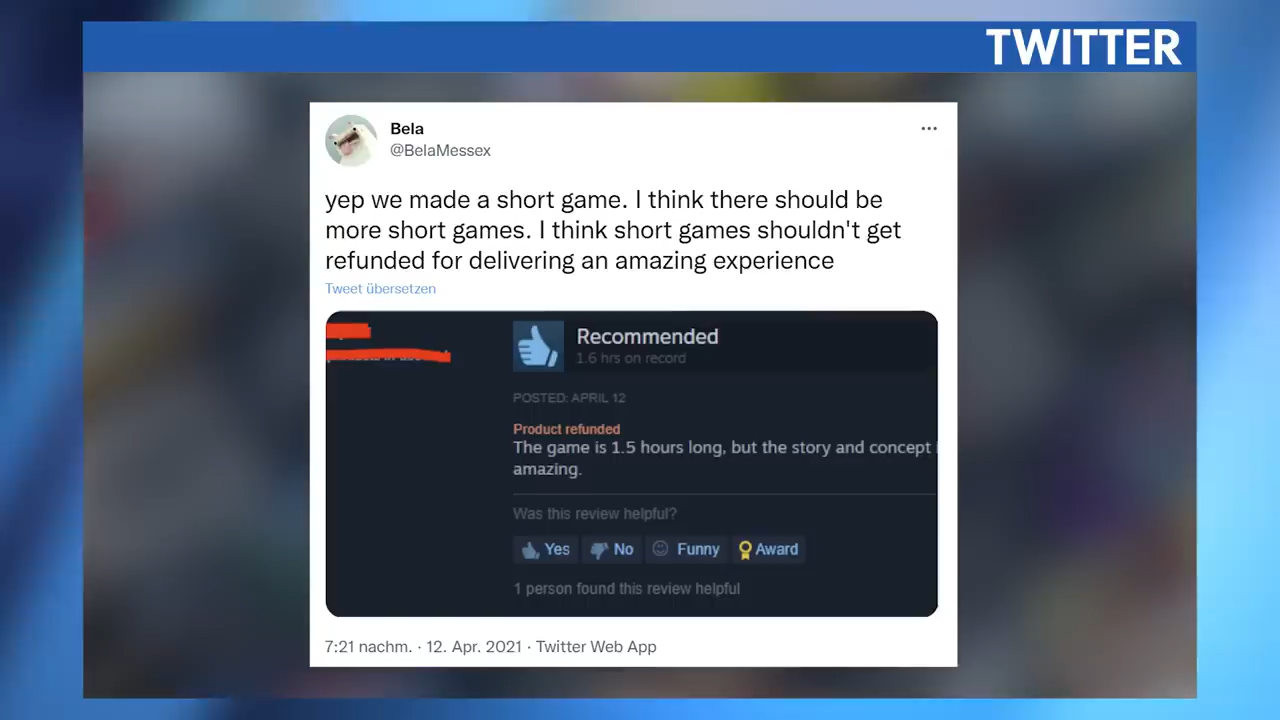 TWITTER
Bela
@BelaMessex
yep we made a short game. I think there should be
more short games. I think short games shouldn't get
refunded for delivering an amazing experience
Tweet übersetzen
Recommended
1.6 hrs on record
POSTED: APRIL 12
Product refunded
The game is 1.5 hours long, but the story and concept
amazing.
Was this review helpful?
Yes No Funny Award
1 person found this review helpful
7:21 nachm. · 12. Apr. 2021 · Twitter Web App